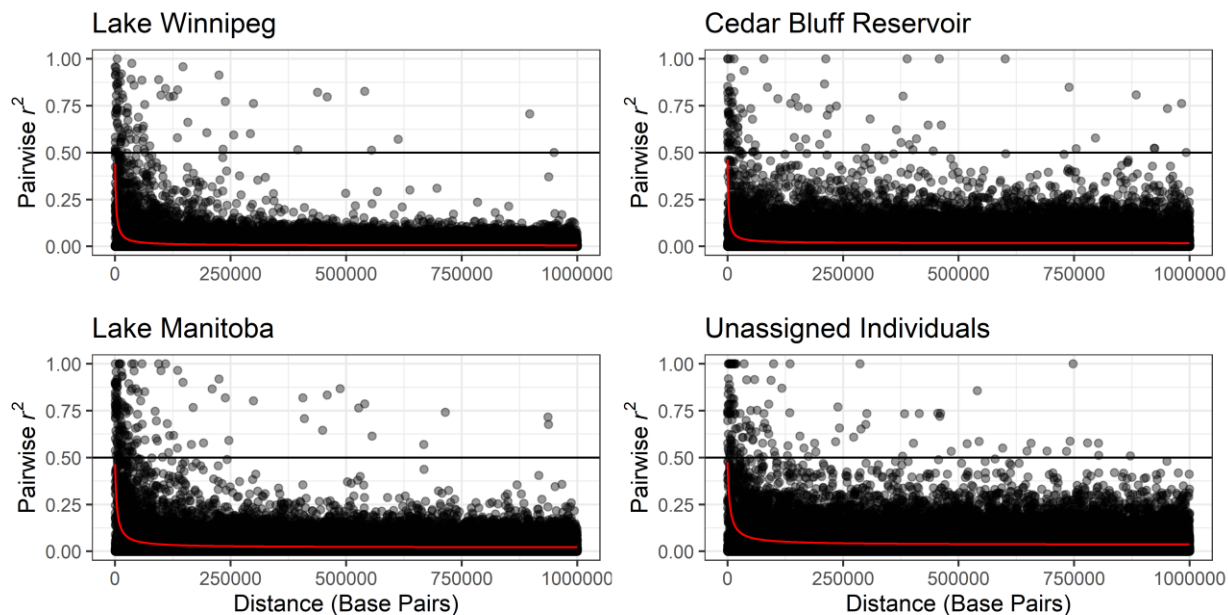 Lake Winnipeg
Pairwise r²
1.00
0.75
0.50
0.25
0.00
0 250000 500000 750000 1000000
Cedar Bluff Reservoir
Pairwise r²
1.00
0.75
0.50
0.25
0.00
0 250000 500000 750000 1000000
Lake Manitoba
Pairwise r²
1.00
0.75
0.50
0.25
0.00
0 250000 500000 750000 1000000
Distance (Base Pairs)
Unassigned Individuals
Pairwise r²
1.00
0.75
0.50
0.25
0.00
0 250000 500000 750000 1000000
Distance (Base Pairs)